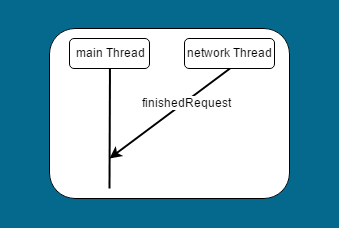 main Thread
network Thread
finishedRequest